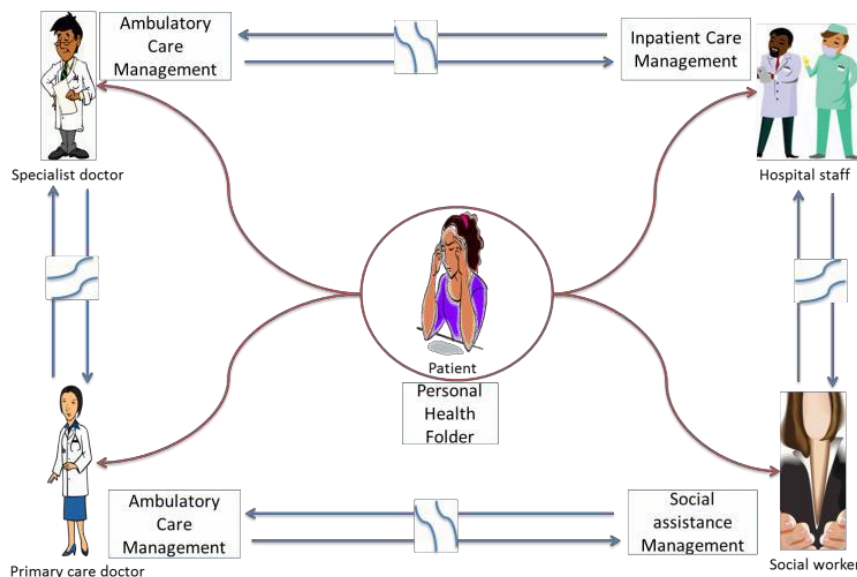 Ambulatory
Care
Management
Inpatient Care
Management
Specialist doctor
Hospital staff
Patient
Personal
Health
Folder
Ambulatory
Care
Management
Social
assistance
Management
Primary care doctor
Social worker